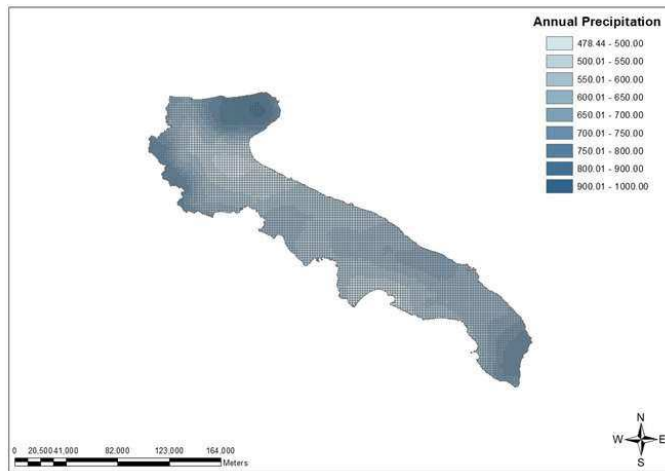 Annual Precipitation
478.44 - 500.00
500.01 - 550.00
550.01 - 600.00
600.01 - 650.00
650.01 - 700.00
700.01 - 750.00
750.01 - 800.00
800.01 - 900.00
900.01 - 1000.00
N
W E
S
0 20,500 41,000 82,000 123,000 164,000
Meters